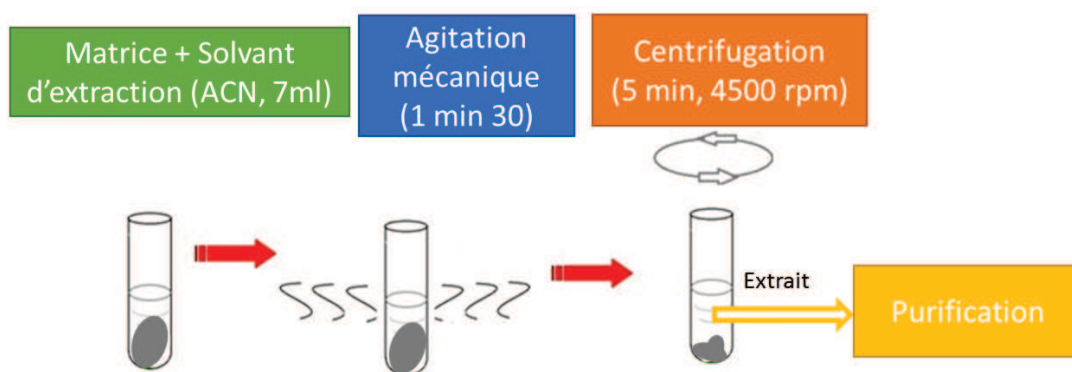 Matrice + Solvant
d'extraction (ACN, 7ml)
Agitation
mécanique
(1 min 30)
Centrifugation
(5 min, 4500 rpm)
Extrait
Purification